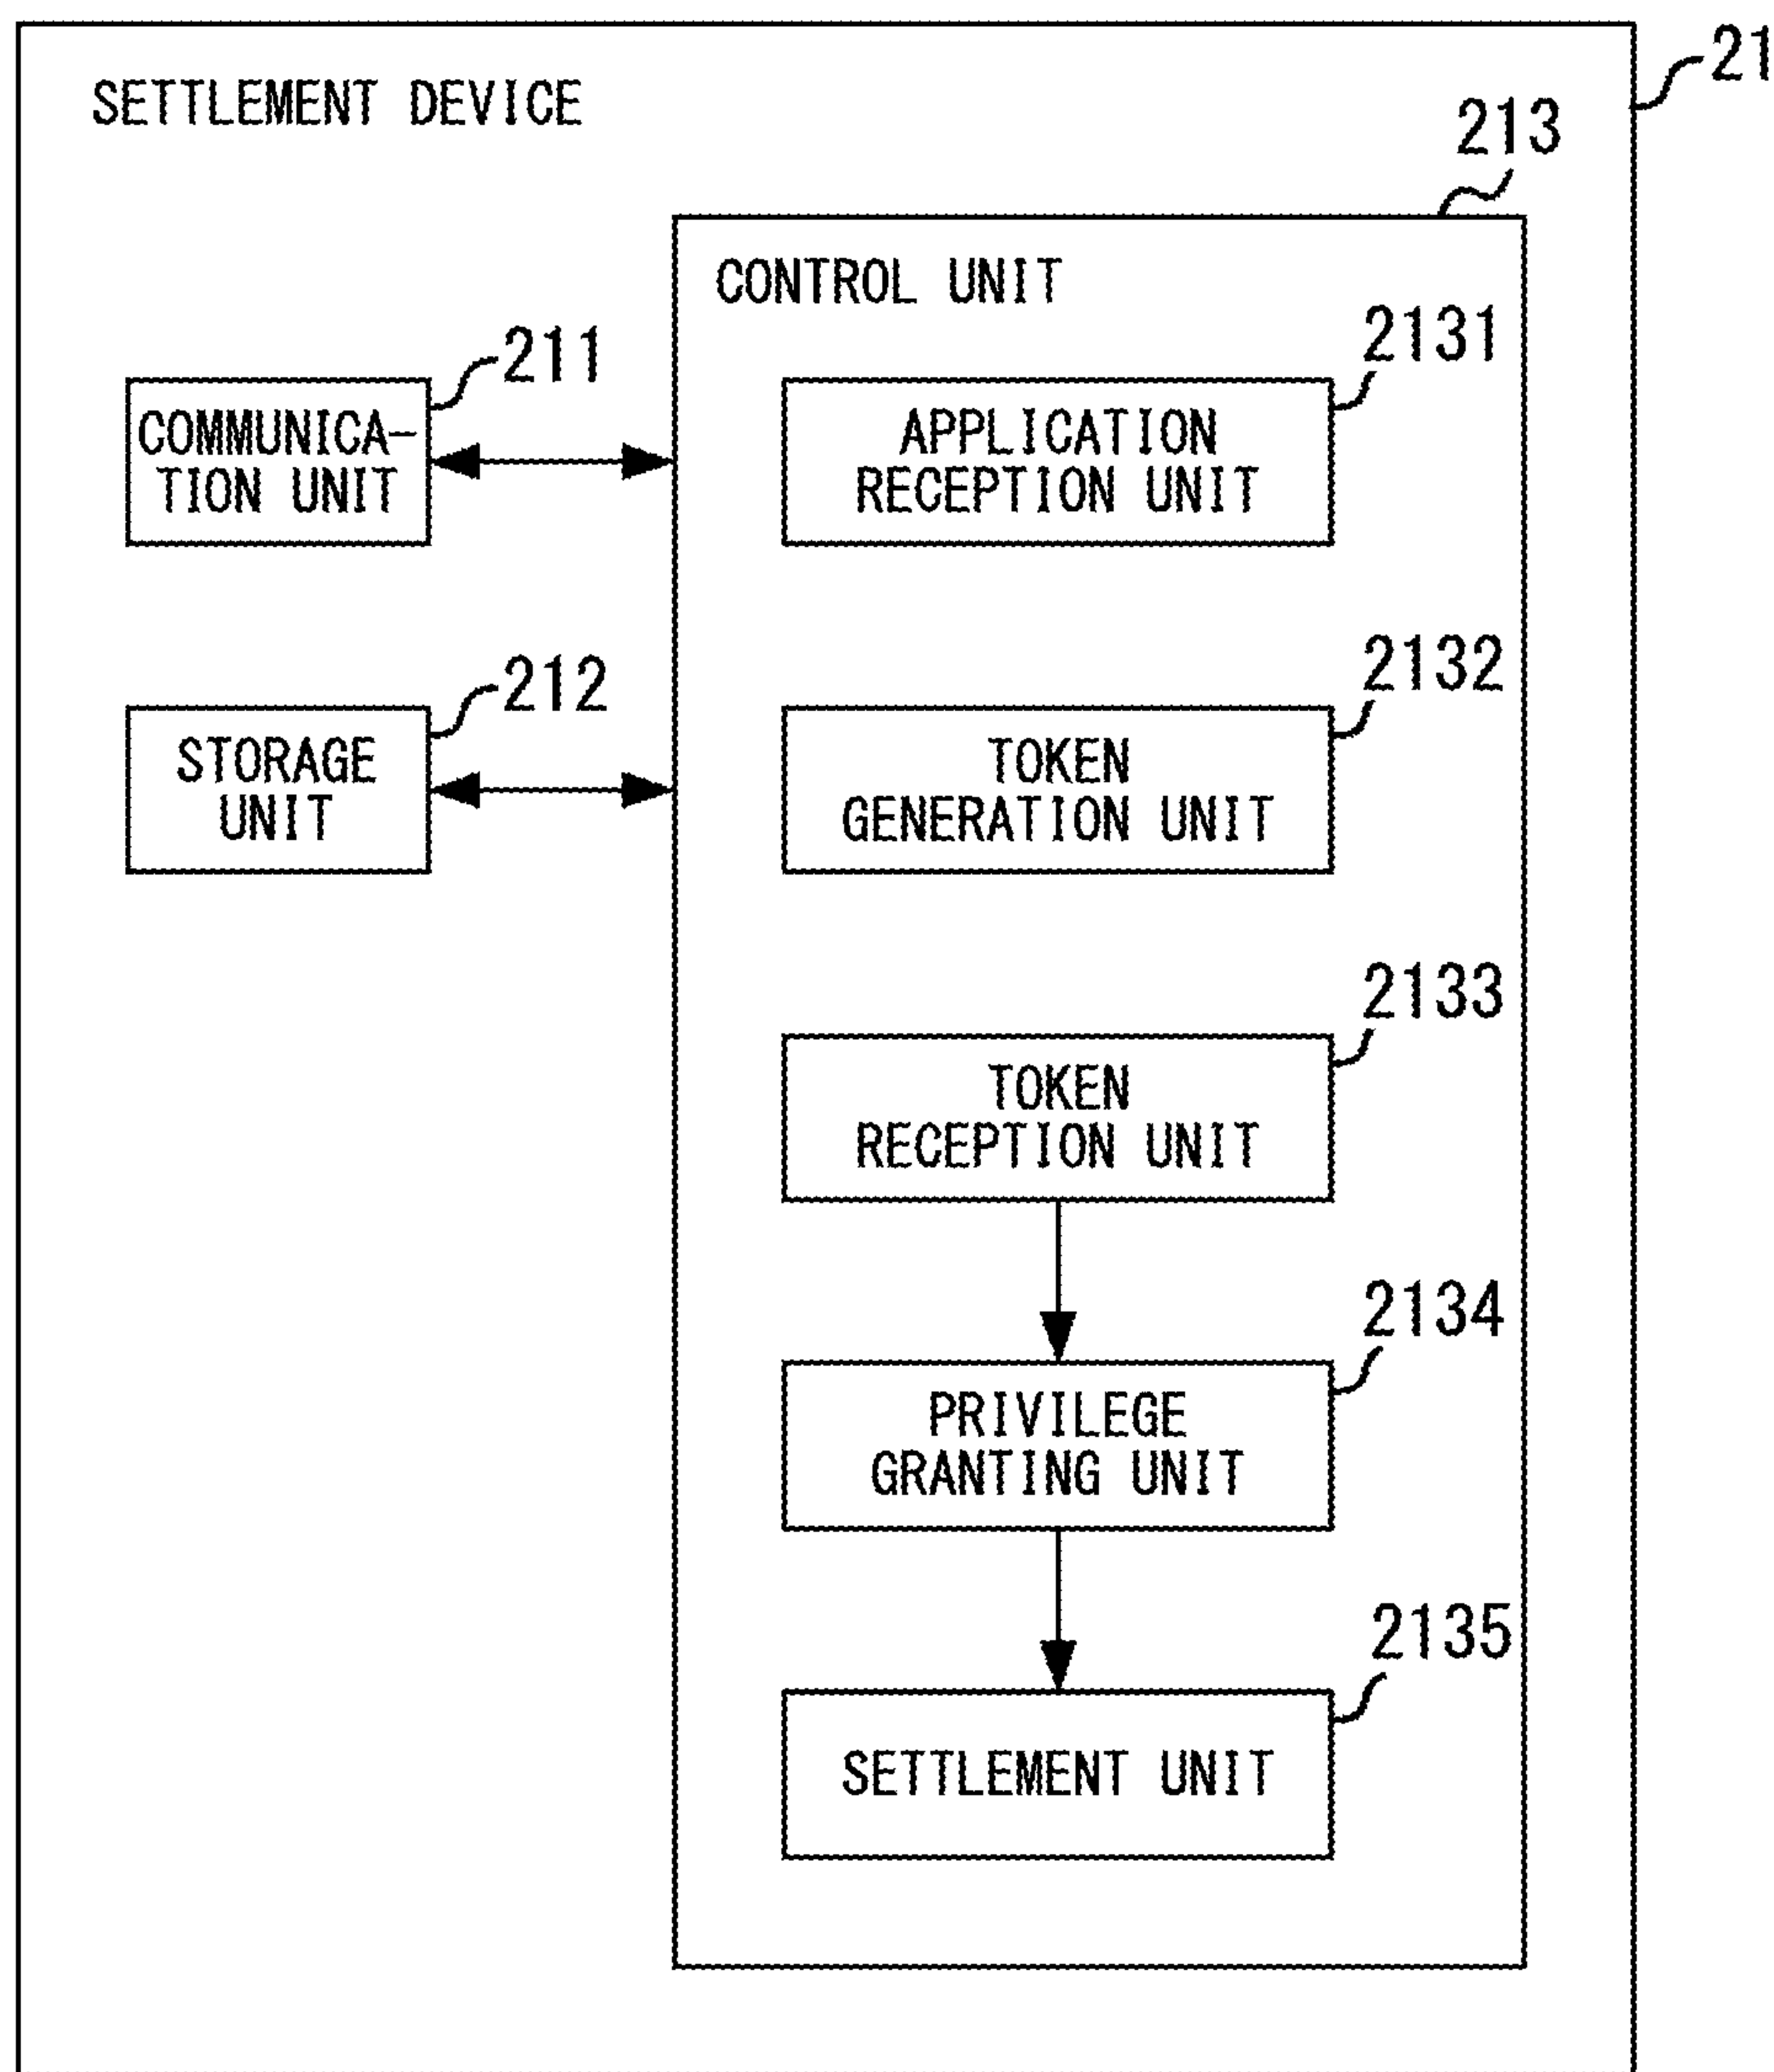 21
SETTLEMENT DEVICE
213
CONTROL UNIT
211
COMMUNICA-
TION UNIT
2131
APPLICATION
RECEPTION UNIT
212
STORAGE
UNIT
2132
TOKEN
GENERATION UNIT
2133
TOKEN
RECEPTION UNIT
2134
PRIVILEGE
GRANTING UNIT
2135
SETTLEMENT UNIT